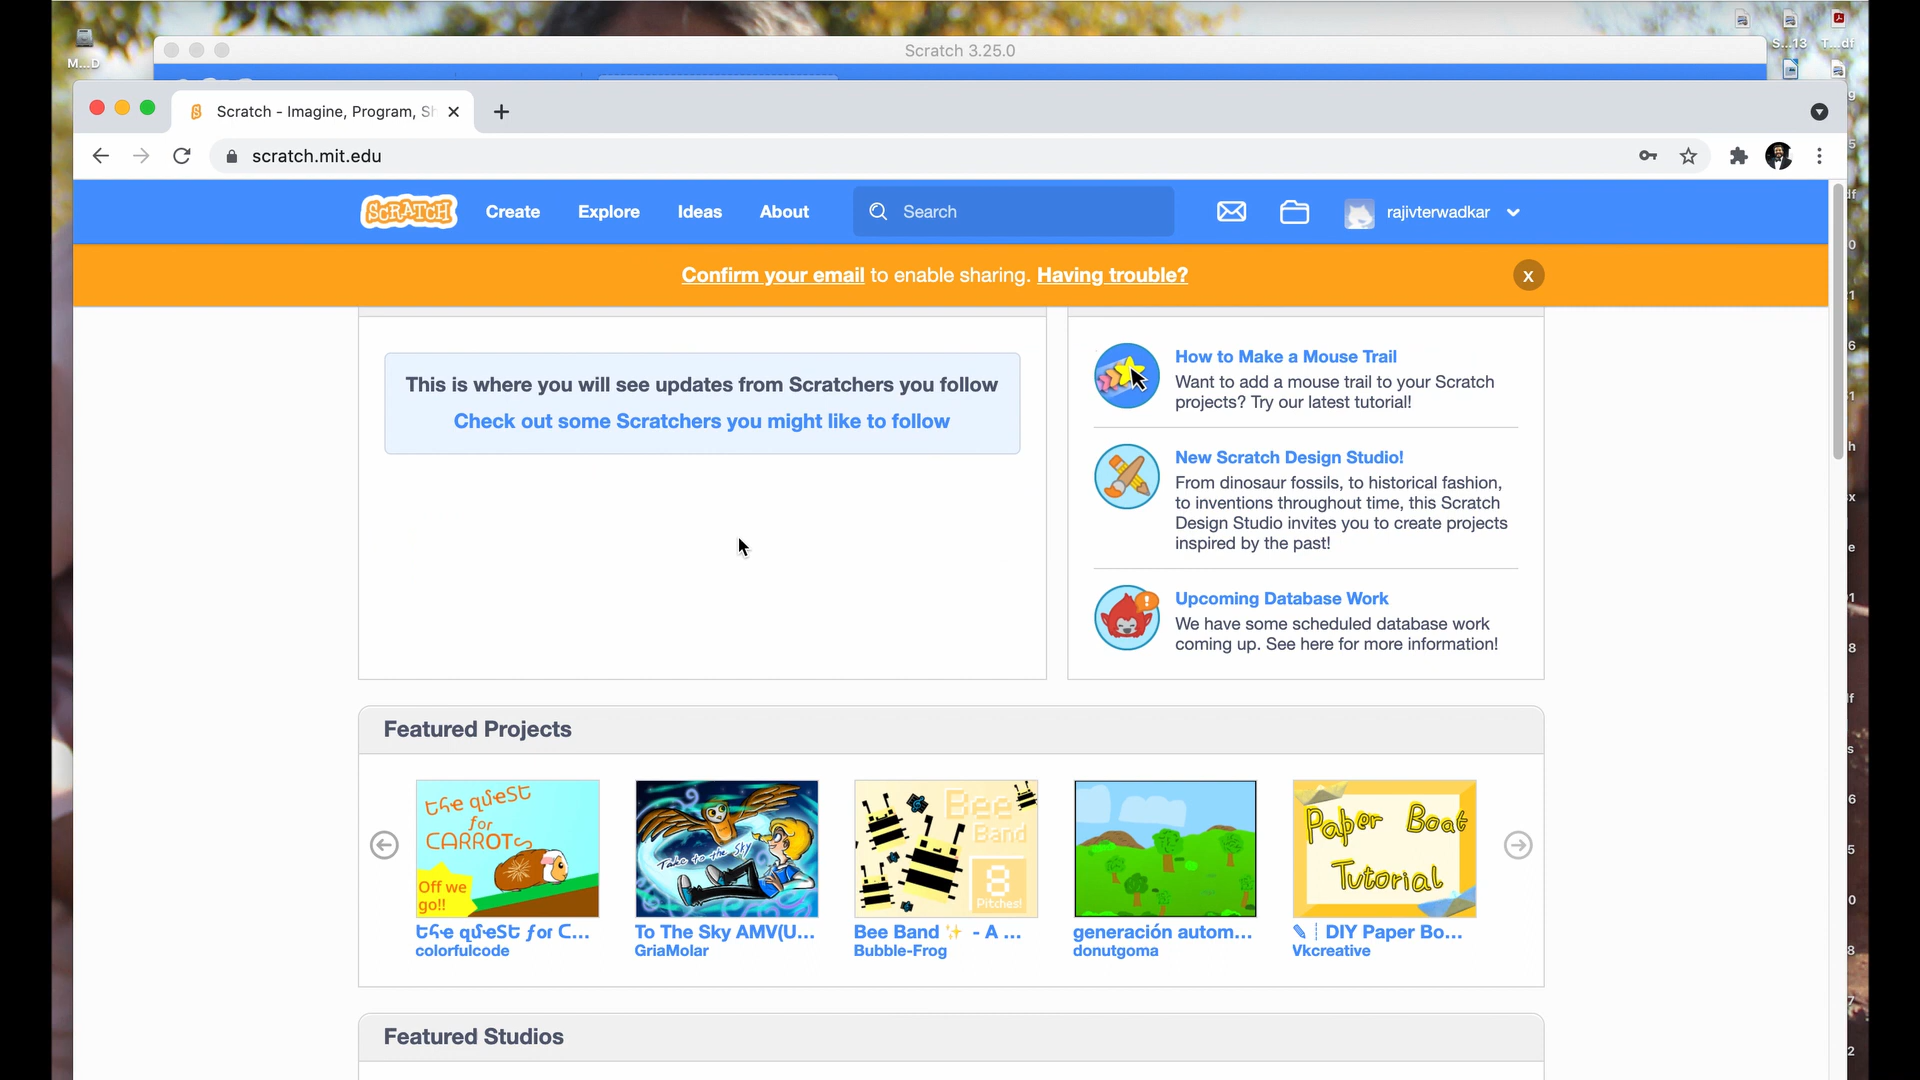 M...D
S...13
T...df
Scratch 3.25.0
Scratch - Imagine, Program, Sh
scratch.mit.edu
SCRATCH
Create
Explore
Ideas
About
Search
rajivterwadkar
Confirm your email to enable sharing. Having trouble?
x
This is where you will see updates from Scratchers you follow
Check out some Scratchers you might like to follow
How to Make a Mouse Trail
Want to add a mouse trail to your Scratch
projects? Try our latest tutorial!
New Scratch Design Studio!
From dinosaur fossils, to historical fashion,
to inventions throughout time, this Scratch
Design Studio invites you to create projects
inspired by the past!
Upcoming Database Work
We have some scheduled database work
coming up. See here for more information!
Featured Projects
the quest
for
CARROTs
Off we
go!!
Take to the Sky
Bee
Band
8
Pitches!
Paper Boat
Tutorial
To The Sky AMV(U...
Bee Band ✨ - A ...
generación autom...
✎┊DIY Paper Bo...
colorfulcode
GriaMolar
Bubble-Frog
donutgoma
Vkcreative
Featured Studios